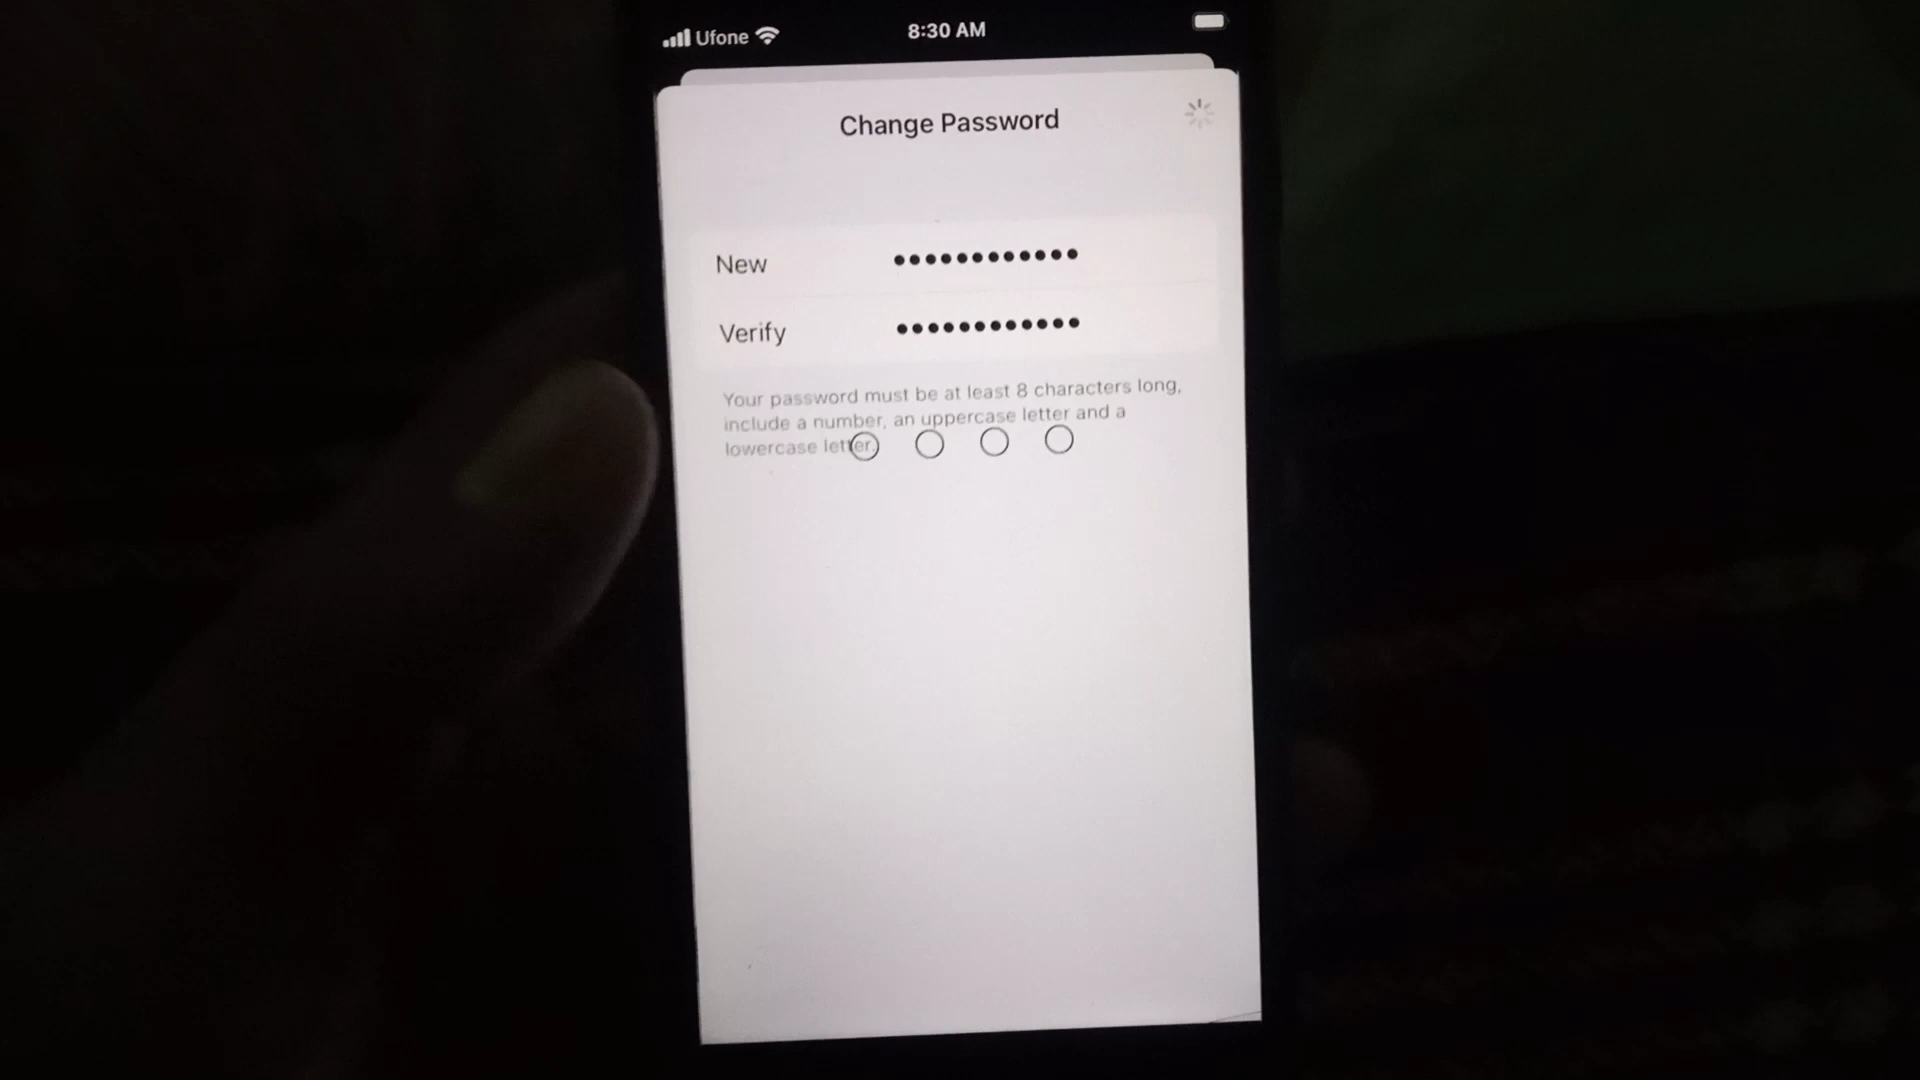 Ufone
8:30 AM
Change Password
New ••••••••••••
Verify ••••••••••••
Your password must be at least 8 characters long,
include a number, an uppercase letter and a
lowercase letter.